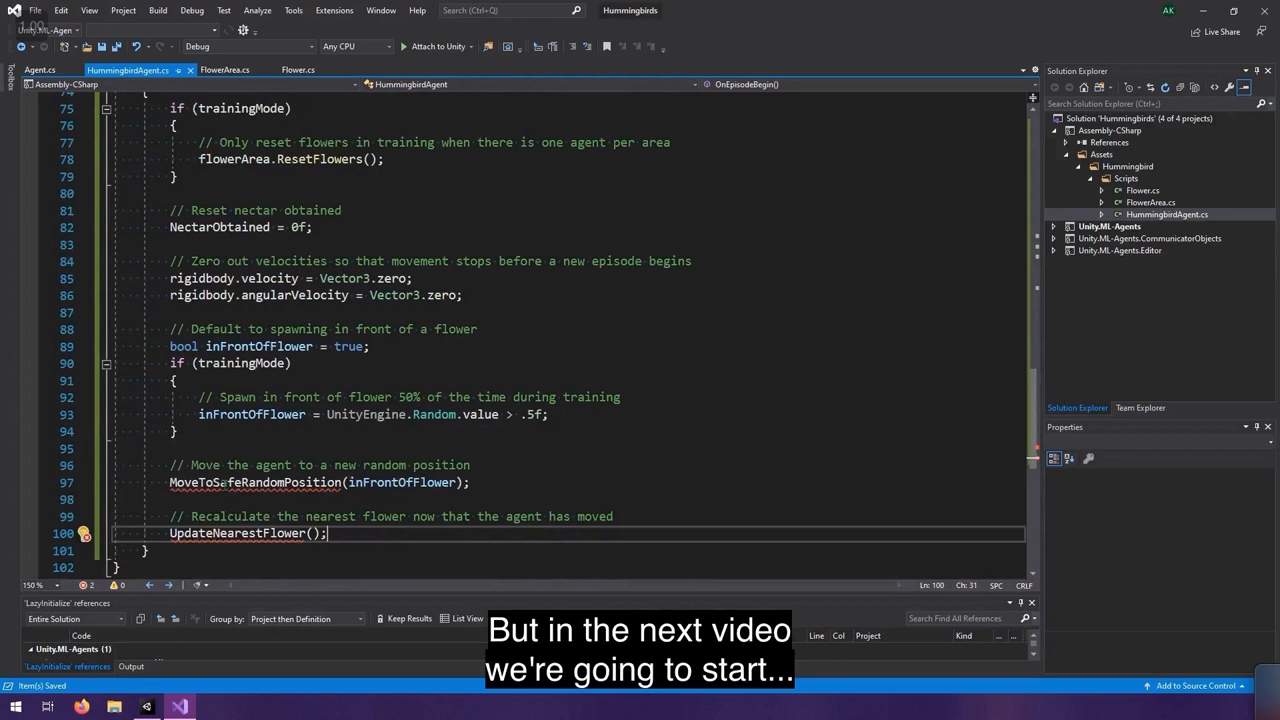 File Edit View Project Build Debug Test Analyze Tools Extensions Window Help Search (Ctrl+Q) Hummingbirds AK
1.00
Unity.ML-Agen Live Share
Debug Any CPU Attach to Unity
Toolbox
Agent.cs HummingbirdAgent.cs FlowerArea.cs Flower.cs
Assembly-CSharp HummingbirdAgent OnEpisodeBegin()
75 if (trainingMode)
76 {
77 // Only reset flowers in training when there is one agent per area
78 flowerArea.ResetFlowers();
79 }
80
81 // Reset nectar obtained
82 NectarObtained = 0f;
83
84 // Zero out velocities so that movement stops before a new episode begins
85 rigidbody.velocity = Vector3.zero;
86 rigidbody.angularVelocity = Vector3.zero;
87
88 // Default to spawning in front of a flower
89 bool inFrontOfFlower = true;
90 if (trainingMode)
91 {
92 // Spawn in front of flower 50% of the time during training
93 inFrontOfFlower = UnityEngine.Random.value > .5f;
94 }
95
96 // Move the agent to a new random position
97 MoveToSafeRandomPosition(inFrontOfFlower);
98
99 // Recalculate the nearest flower now that the agent has moved
100 UpdateNearestFlower();
101 }
102 }
150 % 2 0 Ln: 100 Ch: 31 SPC CRLF
'LazyInitialize' references
Entire Solution Group by: Project then Definition Keep Results List View Search Find All References
Code Line Col Project Kind
Unity.ML-Agents (1)
'LazyInitialize' references Output
Item(s) Saved Add to Source Control
Solution Explorer
Search Solution Explorer (Ctrl+;)
Solution 'Hummingbirds' (4 of 4 projects)
Assembly-CSharp
References
Assets
Hummingbird
Scripts
Flower.cs
FlowerArea.cs
HummingbirdAgent.cs
Unity.ML-Agents
Unity.ML-Agents.CommunicatorObjects
Unity.ML-Agents.Editor
Solution Explorer Team Explorer
Properties
But in the next video
we're going to start...